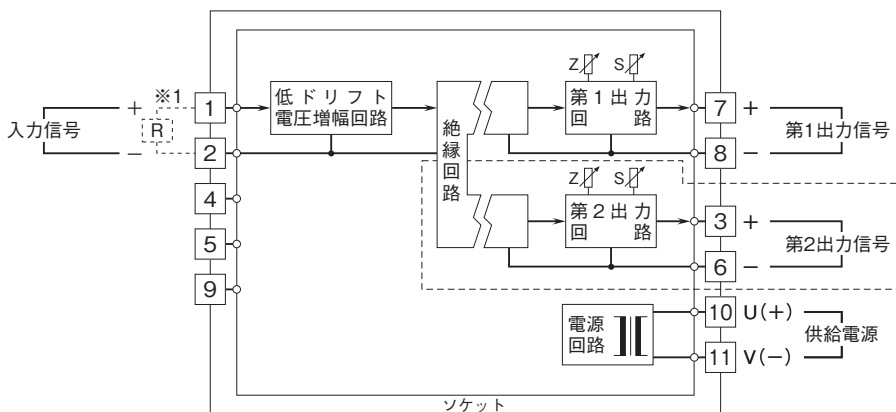 入力信号
+
−
※1
R
1
2
4
5
9
低ドリフト
電圧増幅回路
絶縁回路
Z
S
第1出力
回路
Z
S
第2出力
回路
電源
回路
7
+
8
−
第1出力信号
3
+
6
−
第2出力信号
10
U(+)
11
V(−)
供給電源
ソケット